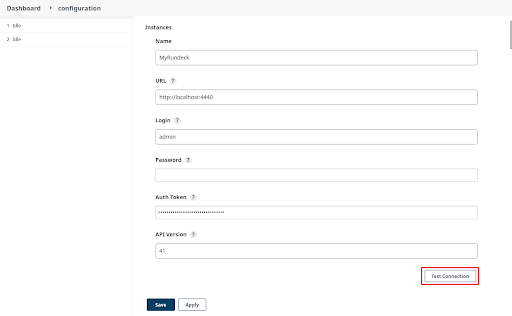 Dashboard › configuration
1 Idle
2 Idle
Instances
Name
MyRundeck
URL ?
http://localhost:4440
Login ?
admin
Password ?
Auth Token ?
••••••••••••••••••••••••••••••••
API Version ?
41
Test Connection
Save Apply